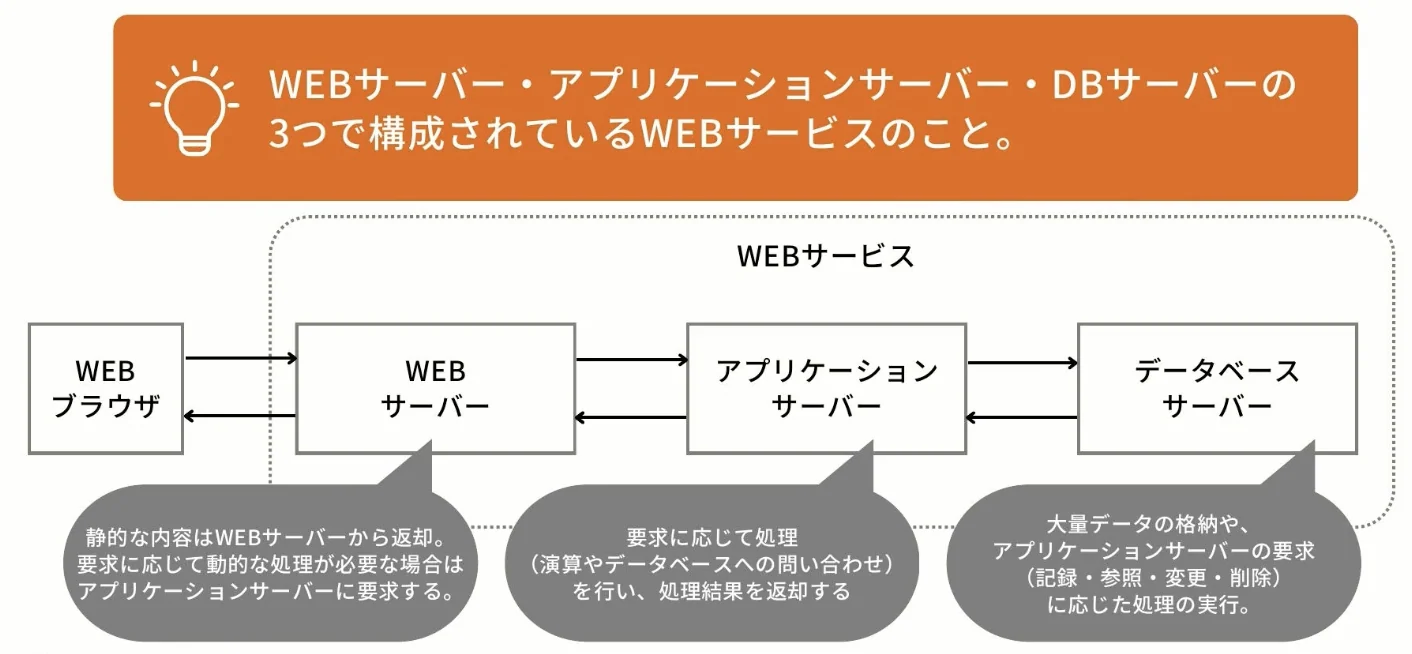 WEBサーバー・アプリケーションサーバー・DBサーバーの
3つで構成されているWEBサービスのこと。
WEBサービス
WEB
ブラウザ
WEB
サーバー
アプリケーション
サーバー
データベース
サーバー
静的な内容はWEBサーバーから返却。
要求に応じて動的な処理が必要な場合は
アプリケーションサーバーに要求する。
要求に応じて処理
（演算やデータベースへの問い合わせ）
を行い、処理結果を返却する
大量データの格納や、
アプリケーションサーバーの要求
（記録・参照・変更・削除）
に応じた処理の実行。